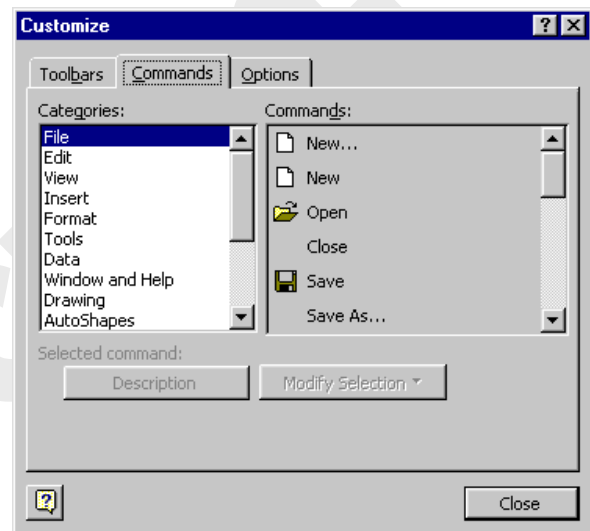 Customize
Toolbars Commands Options
Categories:
File
Edit
View
Insert
Format
Tools
Data
Window and Help
Drawing
AutoShapes
Commands:
New...
New
Open
Close
Save
Save As...
Selected command:
Description Modify Selection
Close